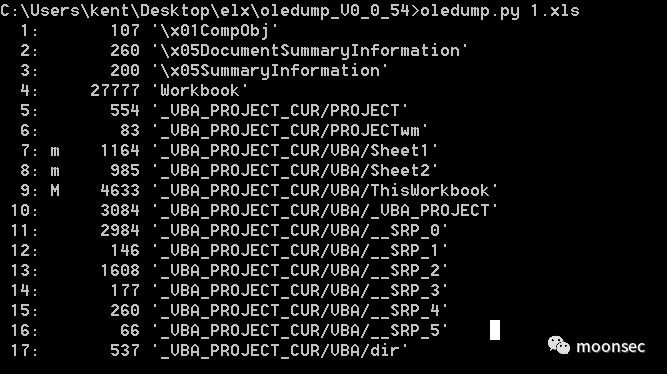 C:\Users\kent\Desktop\elx\oledump_V0_0_54>oledump.py 1.xls
1: 107 '\x01CompObj'
2: 260 '\x05DocumentSummaryInformation'
3: 200 '\x05SummaryInformation'
4: 27777 'Workbook'
5: 554 '_VBA_PROJECT_CUR/PROJECT'
6: 83 '_VBA_PROJECT_CUR/PROJECTwm'
7: m 1164 '_VBA_PROJECT_CUR/VBA/Sheet1'
8: m 985 '_VBA_PROJECT_CUR/VBA/Sheet2'
9: M 4633 '_VBA_PROJECT_CUR/VBA/ThisWorkbook'
10: 3084 '_VBA_PROJECT_CUR/VBA/_VBA_PROJECT'
11: 2984 '_VBA_PROJECT_CUR/VBA/__SRP_0'
12: 146 '_VBA_PROJECT_CUR/VBA/__SRP_1'
13: 1608 '_VBA_PROJECT_CUR/VBA/__SRP_2'
14: 177 '_VBA_PROJECT_CUR/VBA/__SRP_3'
15: 260 '_VBA_PROJECT_CUR/VBA/__SRP_4'
16: 66 '_VBA_PROJECT_CUR/VBA/__SRP_5'
17: 537 '_VBA_PROJECT_CUR/VBA/dir'
moonsec